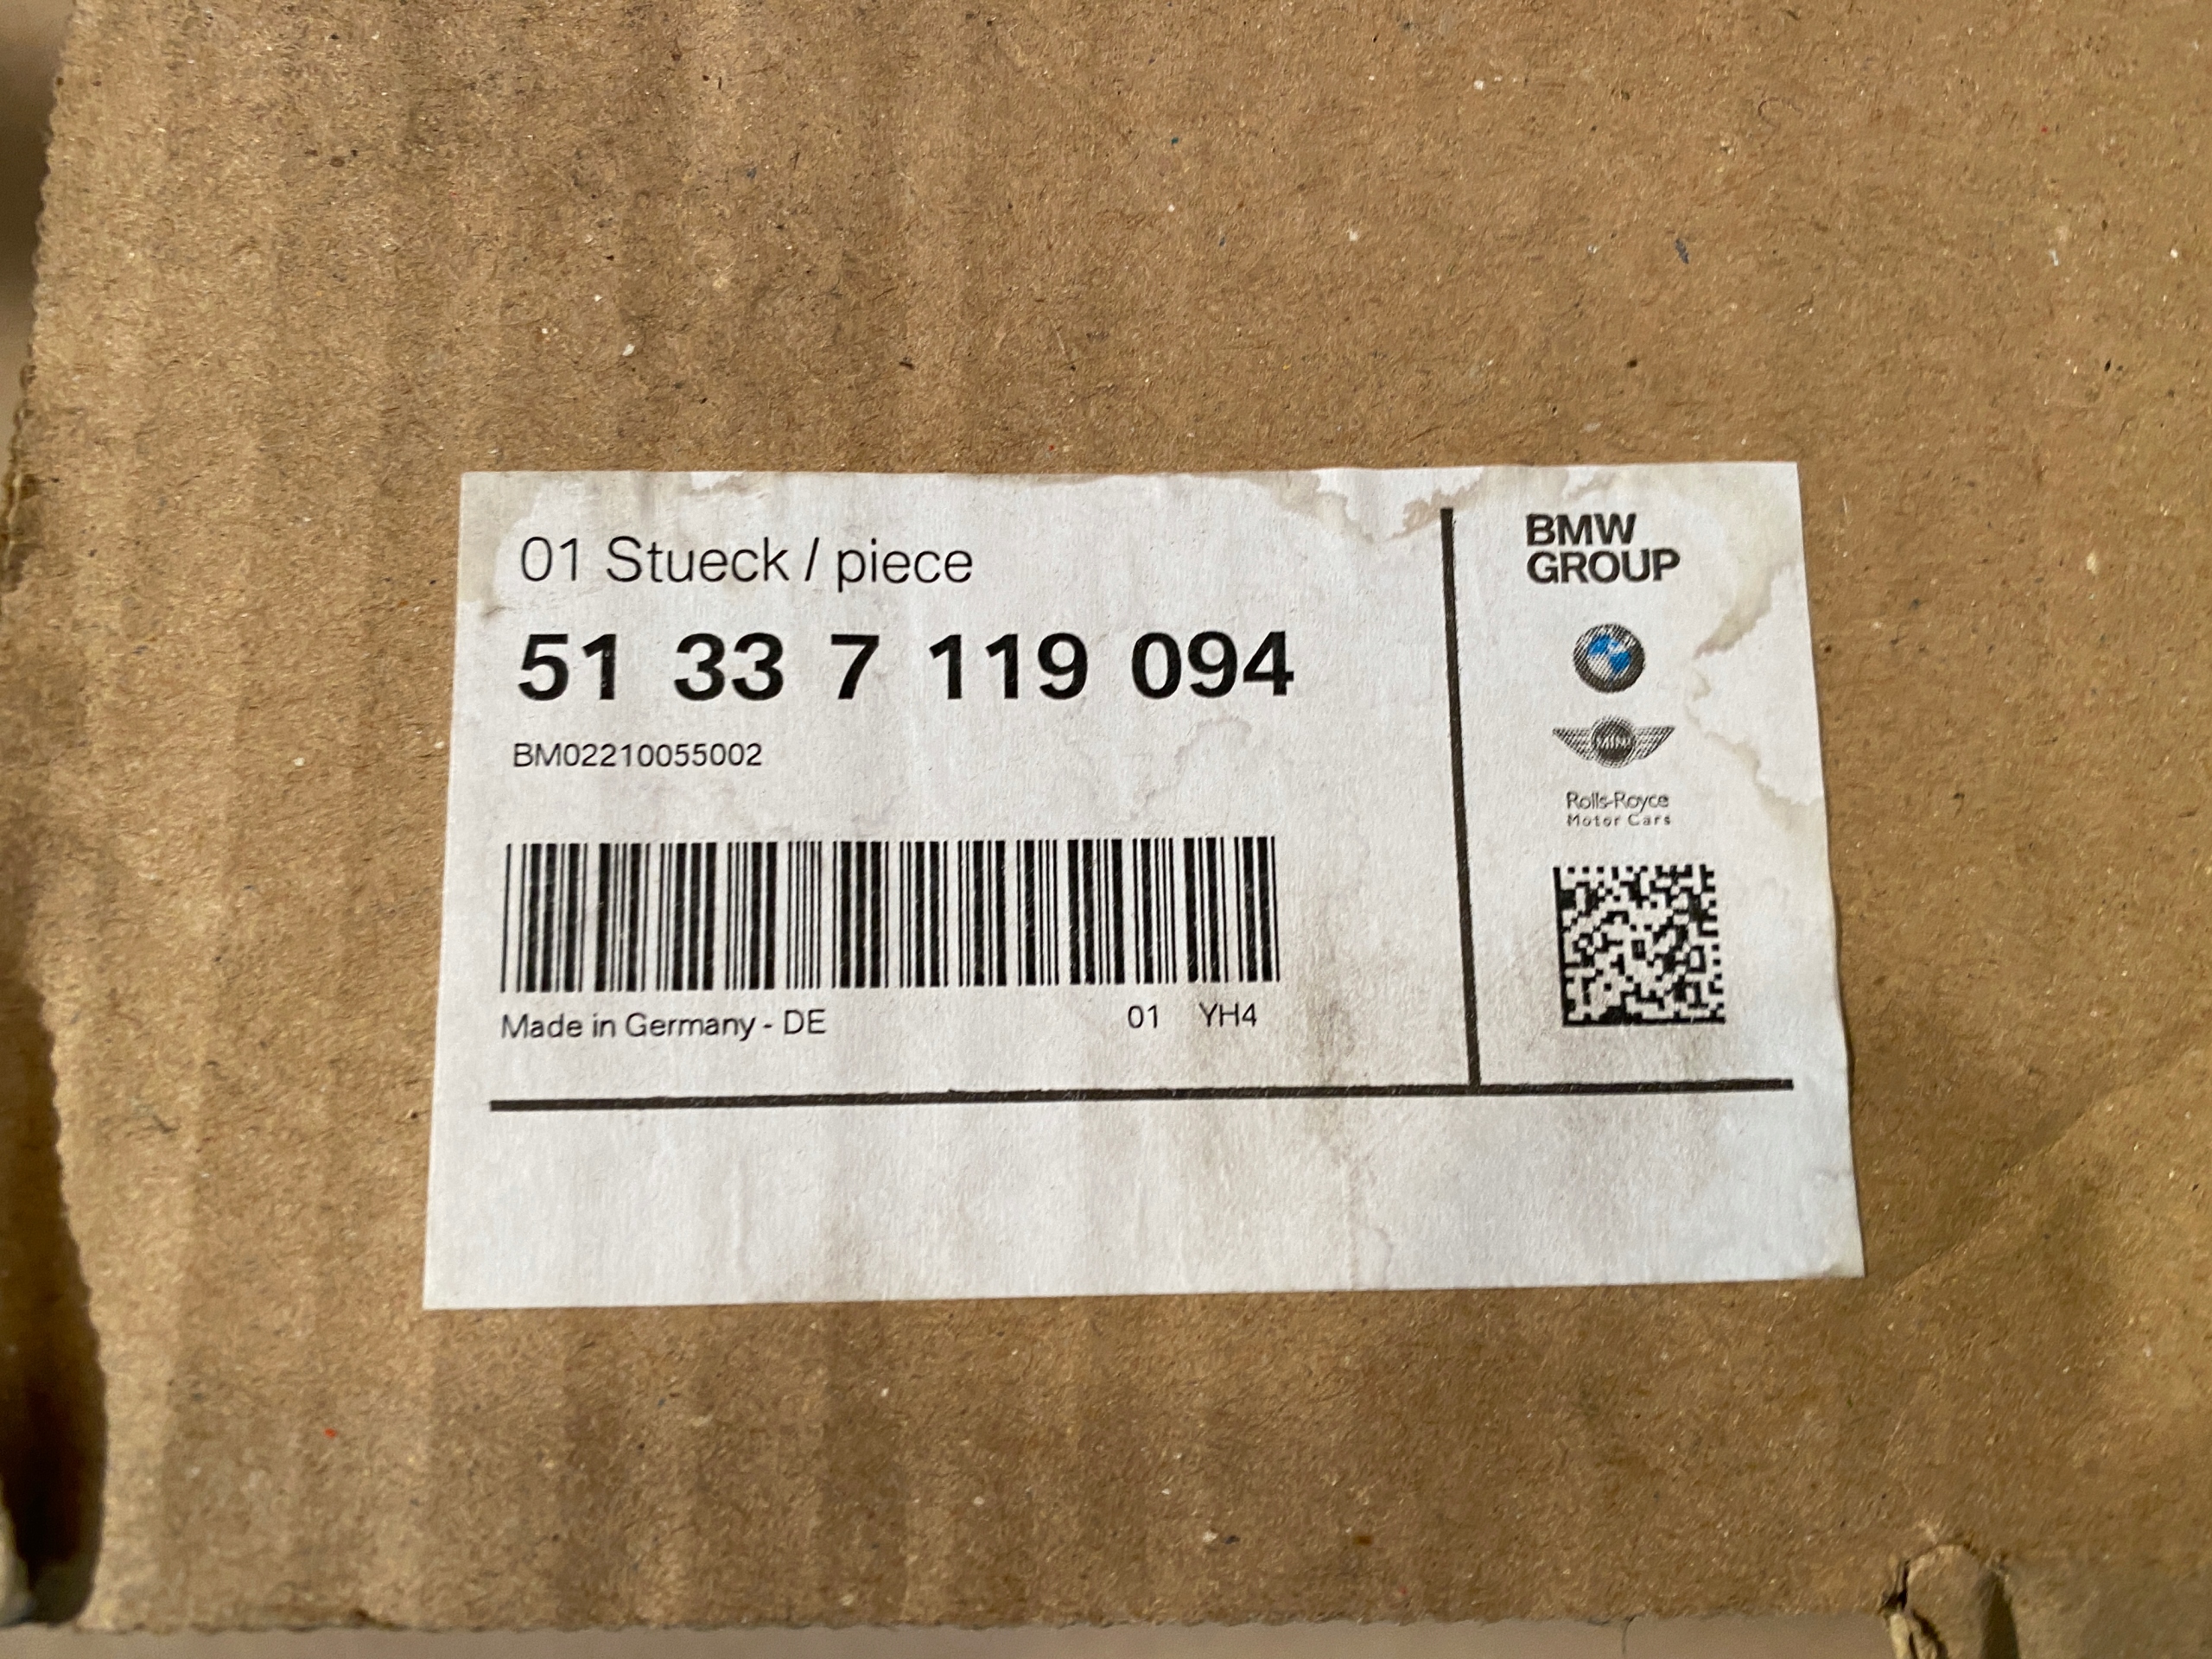 01 Stueck / piece
51 33 7 119 094
BM02210055002
Made in Germany - DE 01 YH4
BMW
GROUP
MINI
Rolls-Royce
Motor Cars